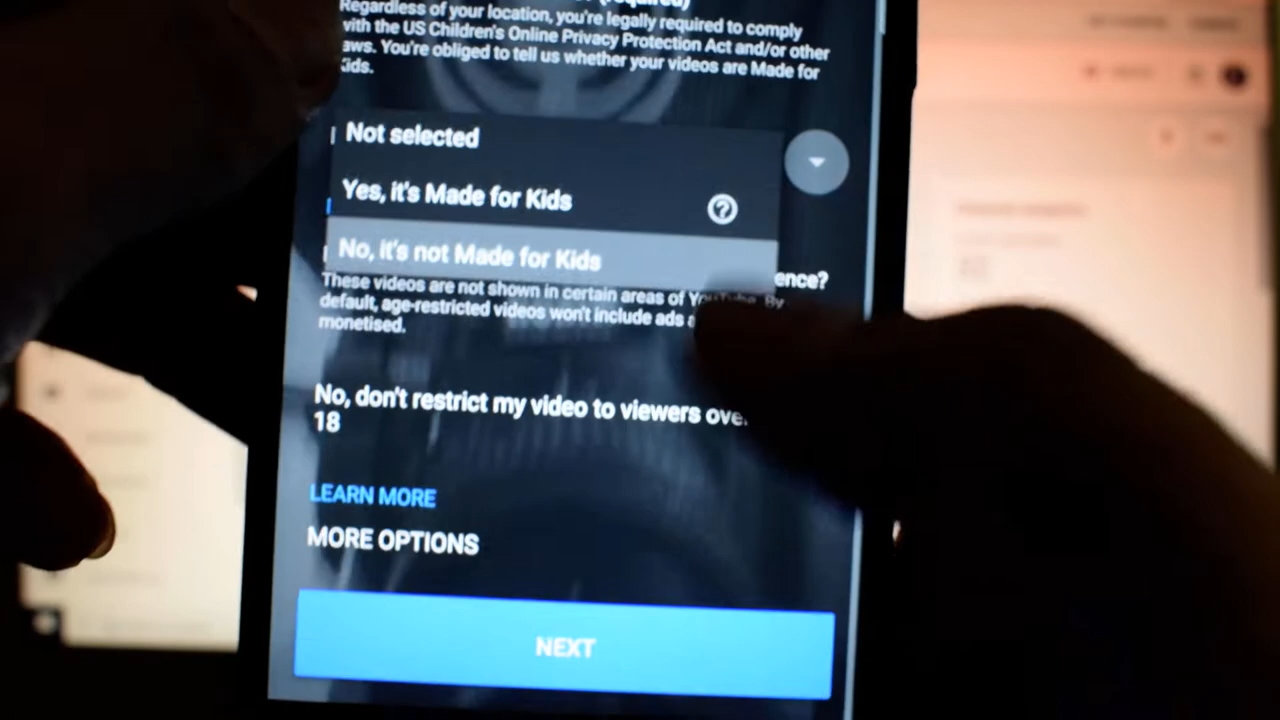 (required)
Regardless of your location, you're legally required to comply
with the US Children's Online Privacy Protection Act and/or other
aws. You're obliged to tell us whether your videos are Made for
Kids.
Not selected
Yes, it's Made for Kids
No, it's not Made for Kids
ence?
These videos are not shown in certain areas of YouTube. By
default, age-restricted videos won't include ads
monetised.
No, don't restrict my video to viewers over
18
LEARN MORE
MORE OPTIONS
NEXT